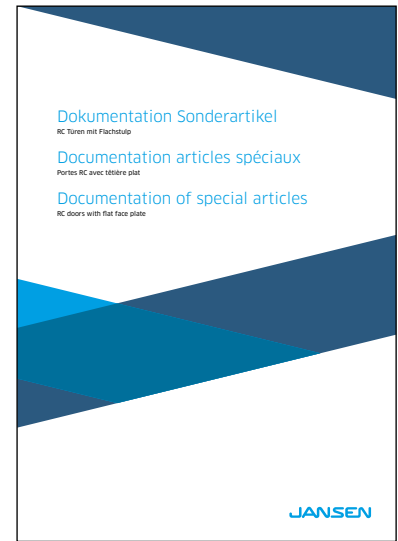 Dokumentation Sonderartikel
RC Türen mit Flachstulp
Documentation articles spéciaux
Portes RC avec têtière plat
Documentation of special articles
RC doors with flat face plate
JANSEN